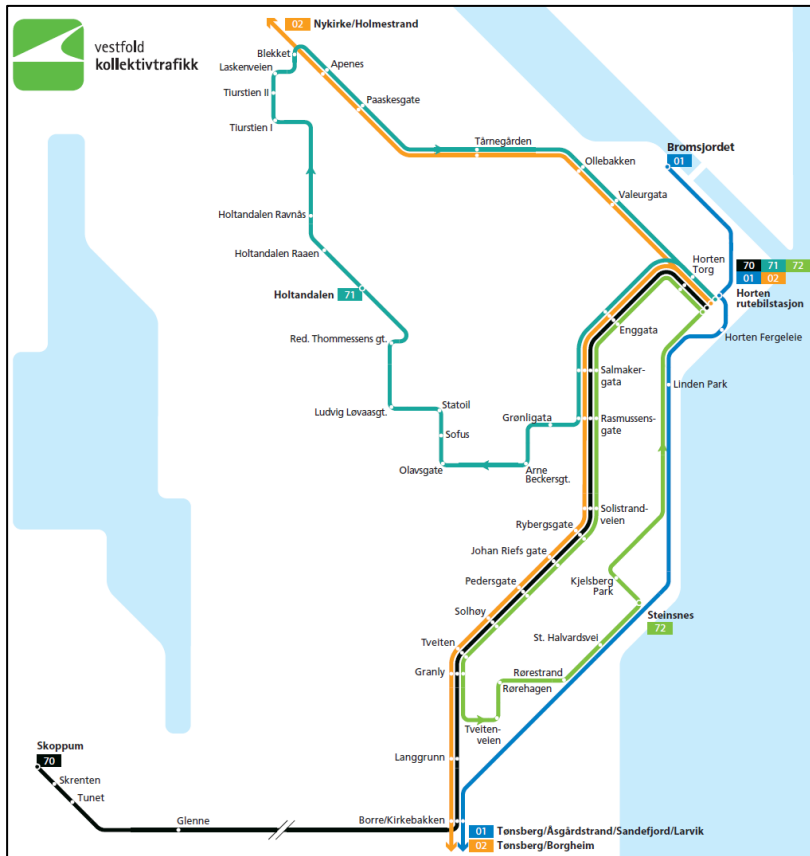 vestfold
kollektivtrafikk
02 Nykirke/Holmestrand
Blekket
Laskenveien
Apenes
Tiurstien II
Paaskesgate
Tiurstien I
Tårnegården
Ollebakken
Bromsjordet
01
Valeurgata
Holtandalen Ravnås
Holtandalen Raaen
Horten
Torg
70 71 72
01 02
Horten
rutebilstasjon
Holtandalen 71
Enggata
Horten Fergeleie
Red. Thommessens gt.
Salmaker-
gata
Linden Park
Ludvig Løvaasgt.
Statoil
Grønligata
Rasmussens-
gate
Sofus
Olavsgate
Arne
Beckersgt.
Solistrand-
veien
Rybergsgate
Johan Riefs gate
Pedersgate
Kjelsberg
Park
Solhøy
Steinsnes
72
Tveiten
St. Halvardsvei
Granly
Rørestrand
Rørehagen
Tveiten-
veien
Skoppum
70
Langgrunn
Skrenten
Tunet
Glenne
Borre/Kirkebakken
01 Tønsberg/Åsgårdstrand/Sandefjord/Larvik
02 Tønsberg/Borgheim